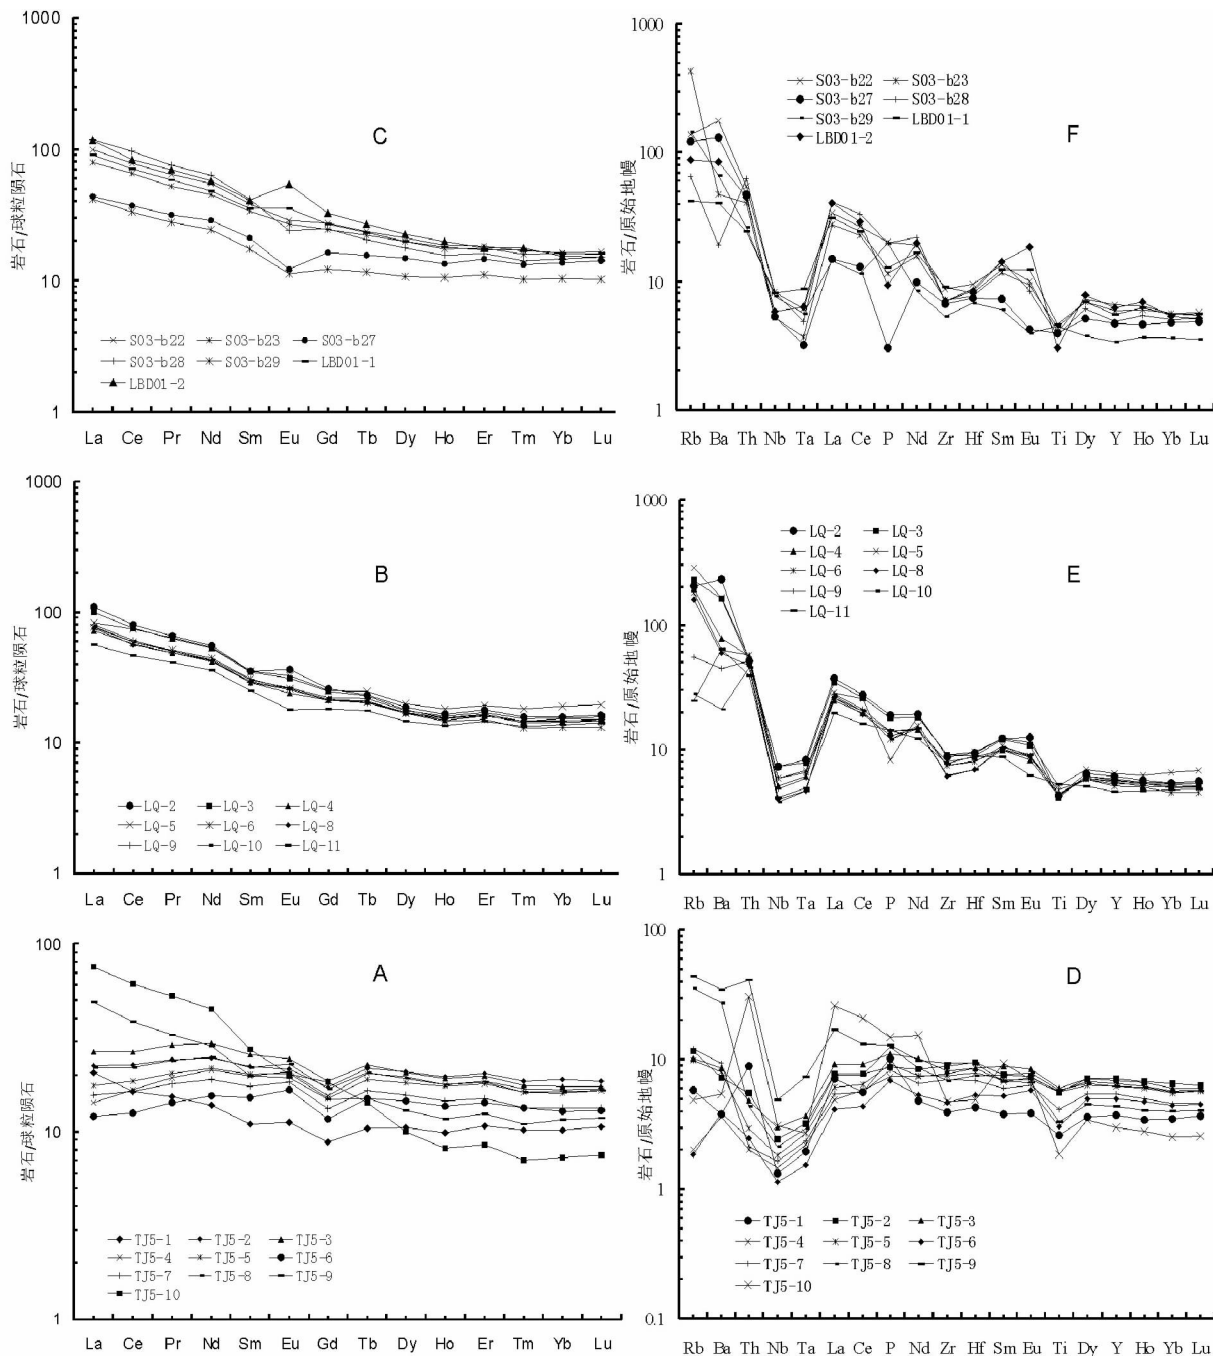 1000
100
10
1
岩石/球粒陨石
C
S03-b22 S03-b23 S03-b27
S03-b28 S03-b29 LBD01-1
LBD01-2
La Ce Pr Nd Sm Eu Gd Tb Dy Ho Er Tm Yb Lu
1000
100
10
1
岩石/原始地幔
F
S03-b22 S03-b23
S03-b27 S03-b28
S03-b29 LBD01-1
LBD01-2
Rb Ba Th Nb Ta La Ce P Nd Zr Hf Sm Eu Ti Dy Y Ho Yb Lu
1000
100
10
1
岩石/球粒陨石
B
LQ-2 LQ-3 LQ-4
LQ-5 LQ-6 LQ-8
LQ-9 LQ-10 LQ-11
La Ce Pr Nd Sm Eu Gd Tb Dy Ho Er Tm Yb Lu
1000
100
10
1
岩石/原始地幔
E
LQ-2 LQ-3
LQ-4 LQ-5
LQ-6 LQ-8
LQ-9 LQ-10
LQ-11
Rb Ba Th Nb Ta La Ce P Nd Zr Hf Sm Eu Ti Dy Y Ho Yb Lu
100
10
1
岩石/球粒陨石
A
TJ5-1 TJ5-2 TJ5-3
TJ5-4 TJ5-5 TJ5-6
TJ5-7 TJ5-8 TJ5-9
TJ5-10
La Ce Pr Nd Sm Eu Gd Tb Dy Ho Er Tm Yb Lu
100
10
1
0.1
岩石/原始地幔
D
TJ5-1 TJ5-2 TJ5-3
TJ5-4 TJ5-5 TJ5-6
TJ5-7 TJ5-8 TJ5-9
TJ5-10
Rb Ba Th Nb Ta La Ce P Nd Zr Hf Sm Eu Ti Dy Y Ho Yb Lu